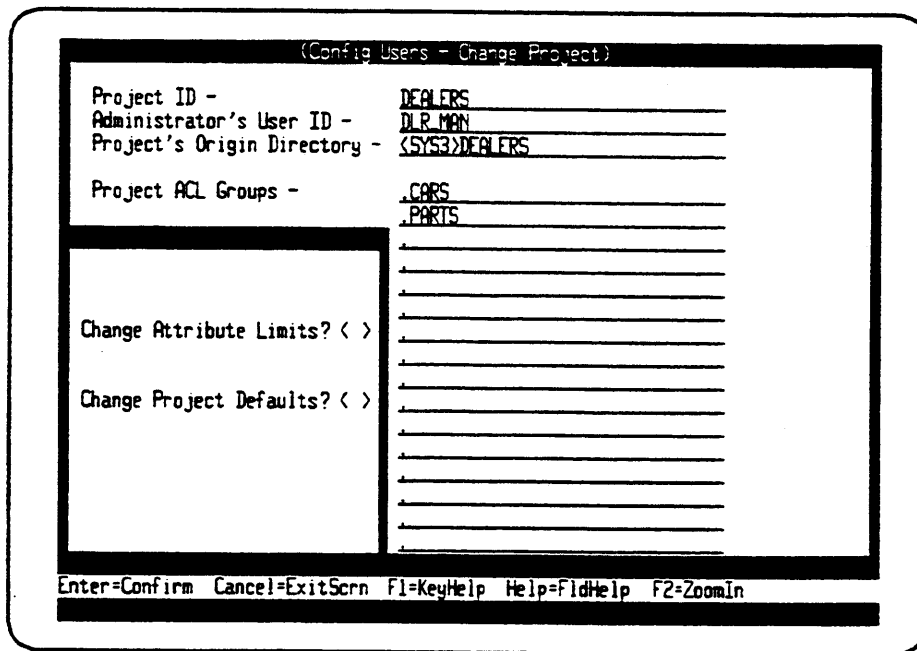 (Config Users - Change Project)
Project ID - DEALERS
Administrator's User ID - DLR_MAN
Project's Origin Directory - <SYS3>DEALERS
Project ACL Groups - .CARS
.PARTS
.
.
.
.
Change Attribute Limits? < > .
.
.
Change Project Defaults? < > .
.
.
.
.
.
.
Enter=Confirm Cancel=ExitScrn F1=KeyHelp Help=FldHelp F2=ZoomIn